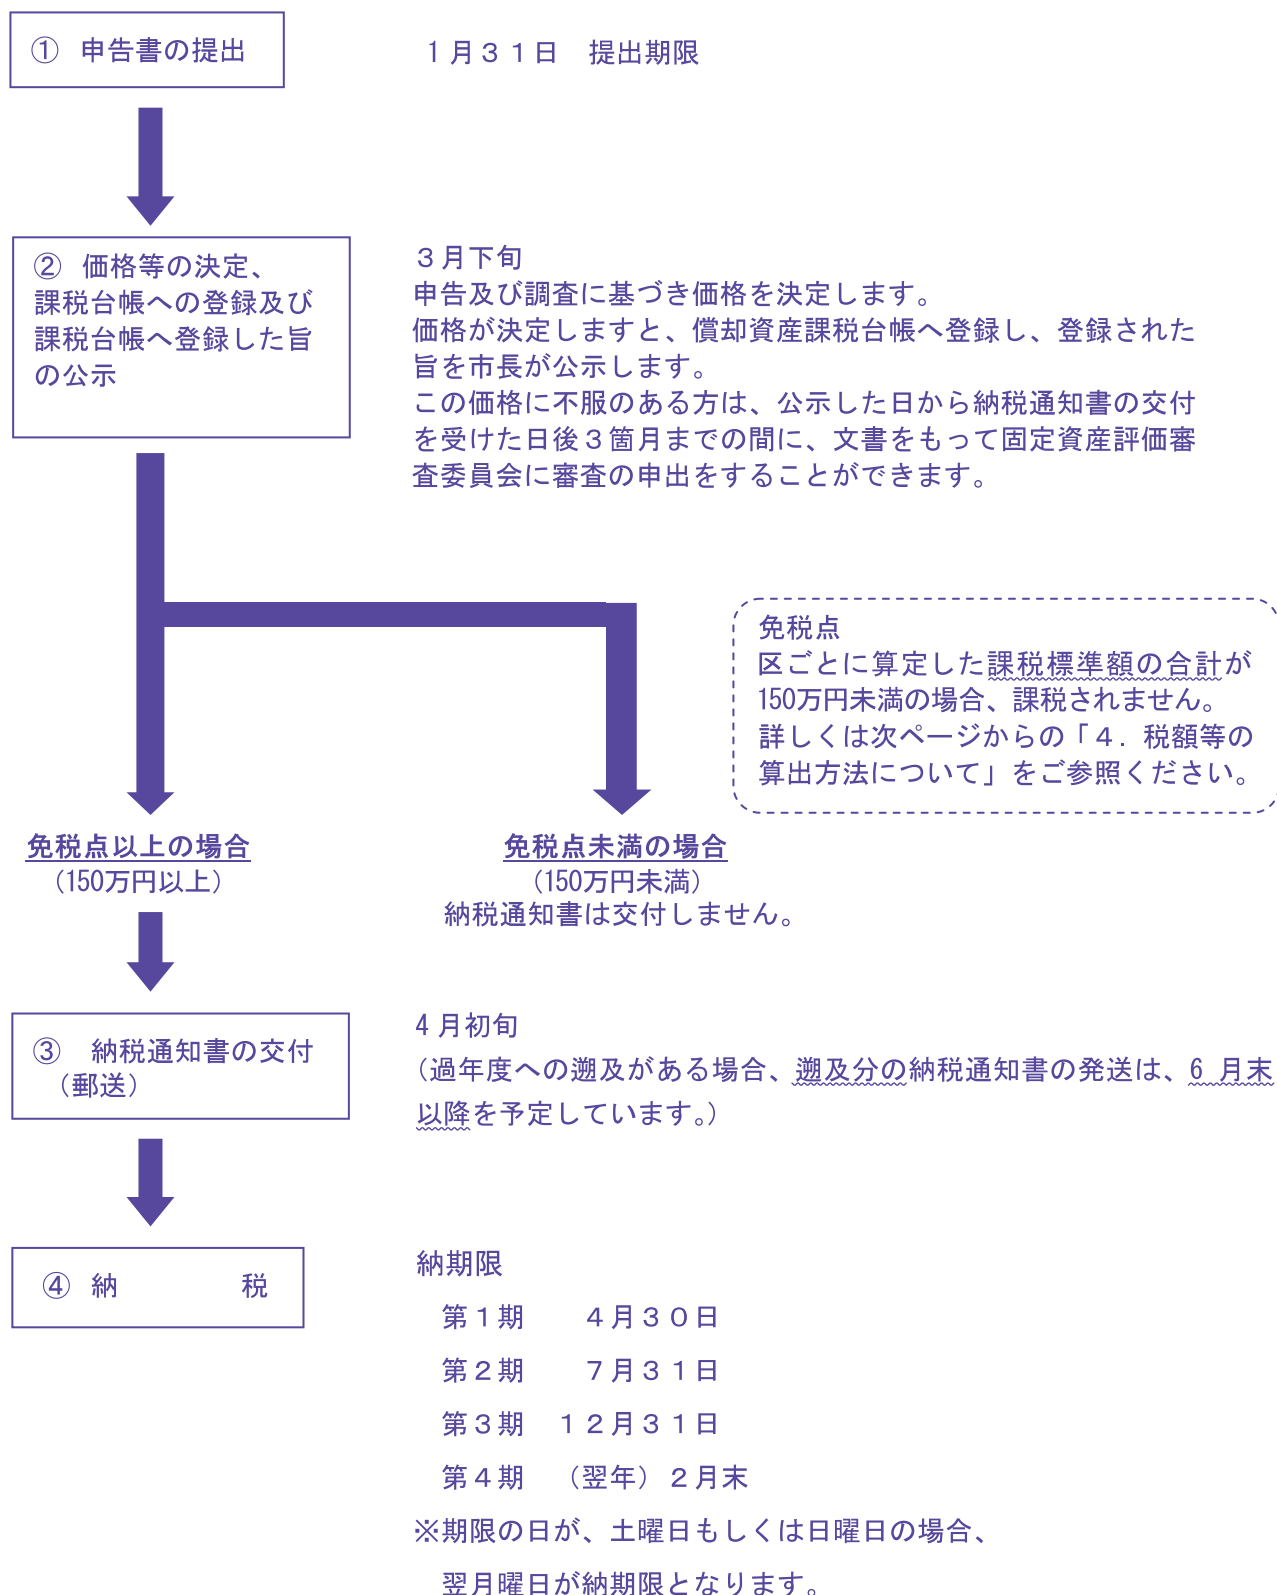 ① 申告書の提出
１月３１日　提出期限
② 価格等の決定、
課税台帳への登録及び
課税台帳へ登録した旨
の公示
３月下旬
申告及び調査に基づき価格を決定します。
価格が決定しますと、償却資産課税台帳へ登録し、登録された
旨を市長が公示します。
この価格に不服のある方は、公示した日から納税通知書の交付
を受けた日後３箇月までの間に、文書をもって固定資産評価審
査委員会に審査の申出をすることができます。
免税点
区ごとに算定した課税標準額の合計が
150万円未満の場合、課税されません。
詳しくは次ページからの「４．税額等の
算出方法について」をご参照ください。
免税点以上の場合
（150万円以上）
免税点未満の場合
（150万円未満）
納税通知書は交付しません。
③　納税通知書の交付
（郵送）
4 月初旬
（過年度への遡及がある場合、遡及分の納税通知書の発送は、6 月末
以降を予定しています。）
④ 納　　　　税
納期限
第１期　　４月３０日
第２期　　７月３１日
第３期　１２月３１日
第４期　（翌年）２月末
※期限の日が、土曜日もしくは日曜日の場合、
翌月曜日が納期限となります。